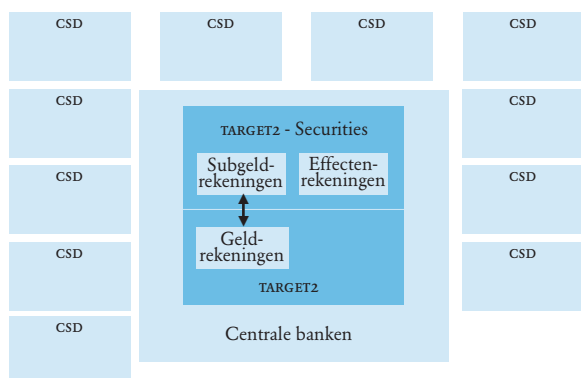 CSD
CSD
CSD
CSD
CSD
CSD
TARGET2 - Securities
Subgeld-
rekeningen
Effecten-
rekeningen
CSD
CSD
Geld-
rekeningen
CSD
CSD
TARGET2
CSD
Centrale banken